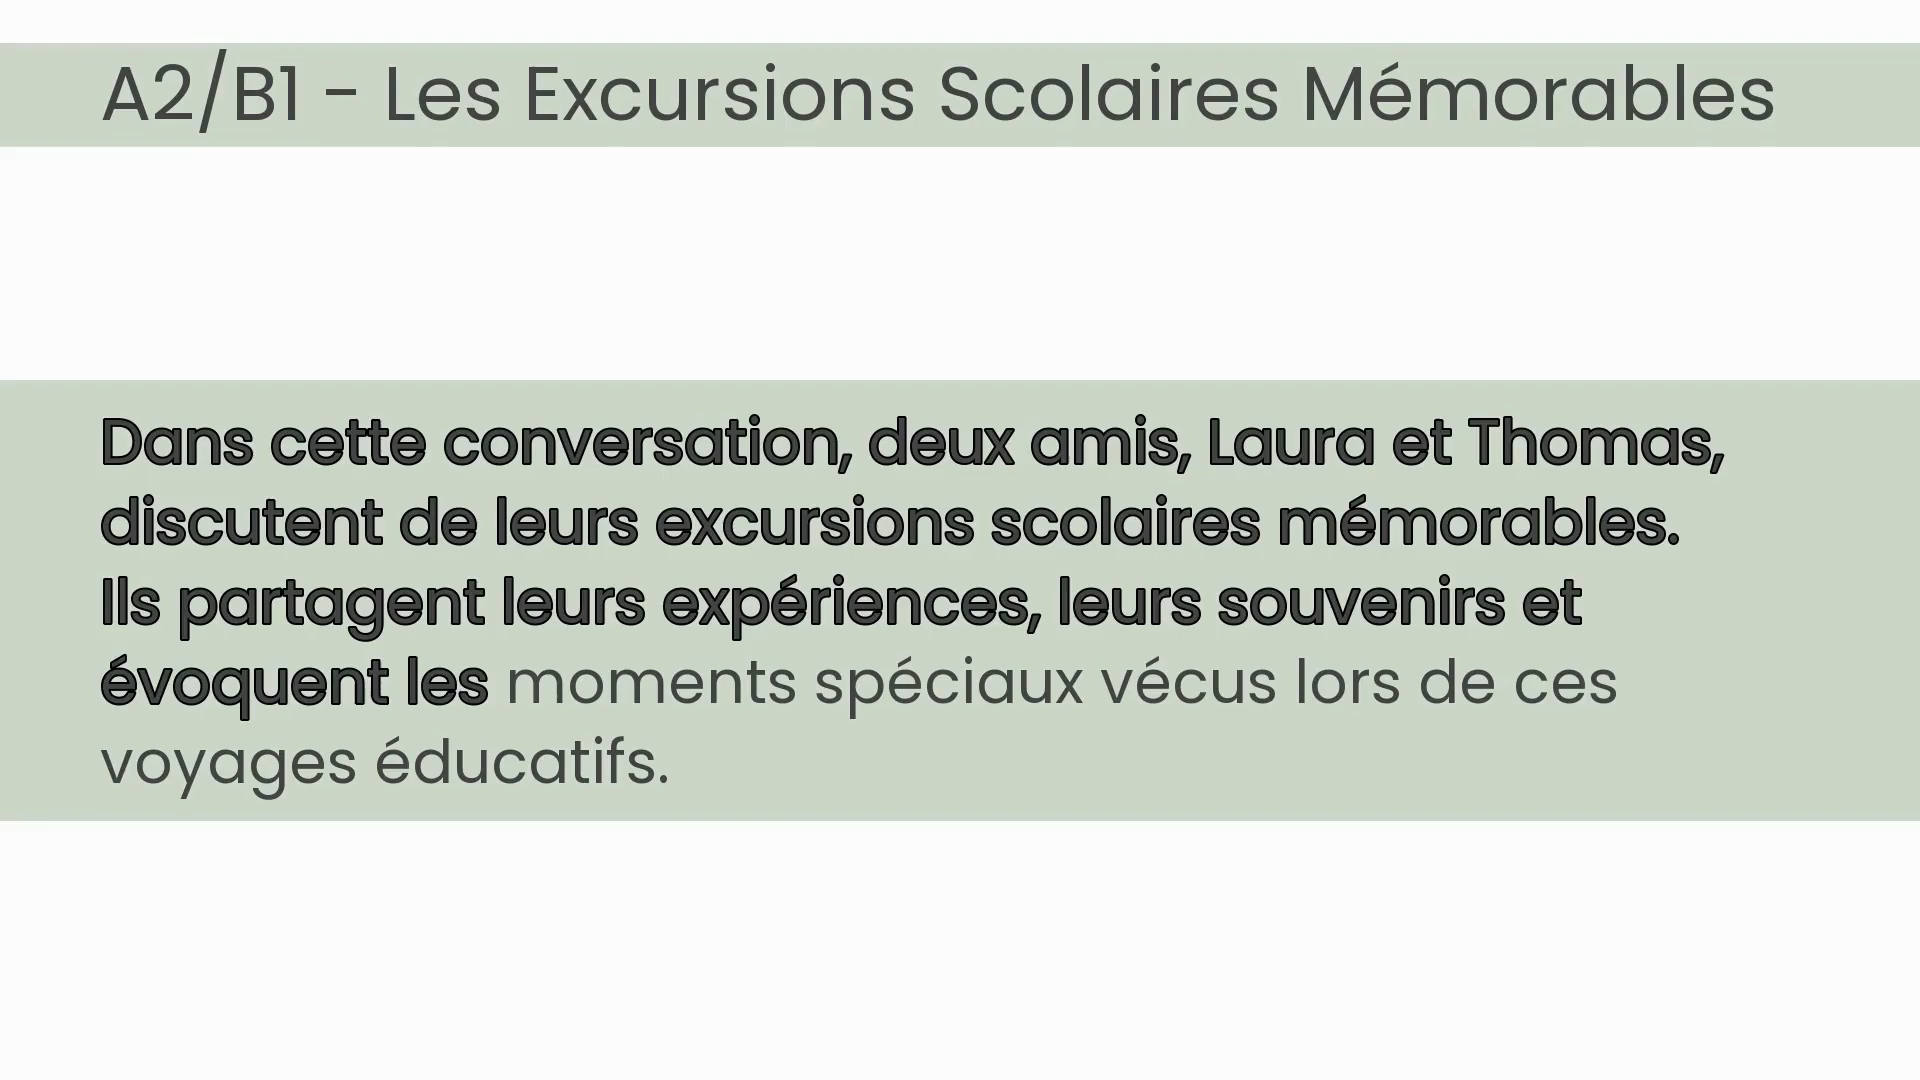 A2/B1 - Les Excursions Scolaires Mémorables
Dans cette conversation, deux amis, Laura et Thomas,
discutent de leurs excursions scolaires mémorables.
Ils partagent leurs expériences, leurs souvenirs et
évoquent les moments spéciaux vécus lors de ces
voyages éducatifs.